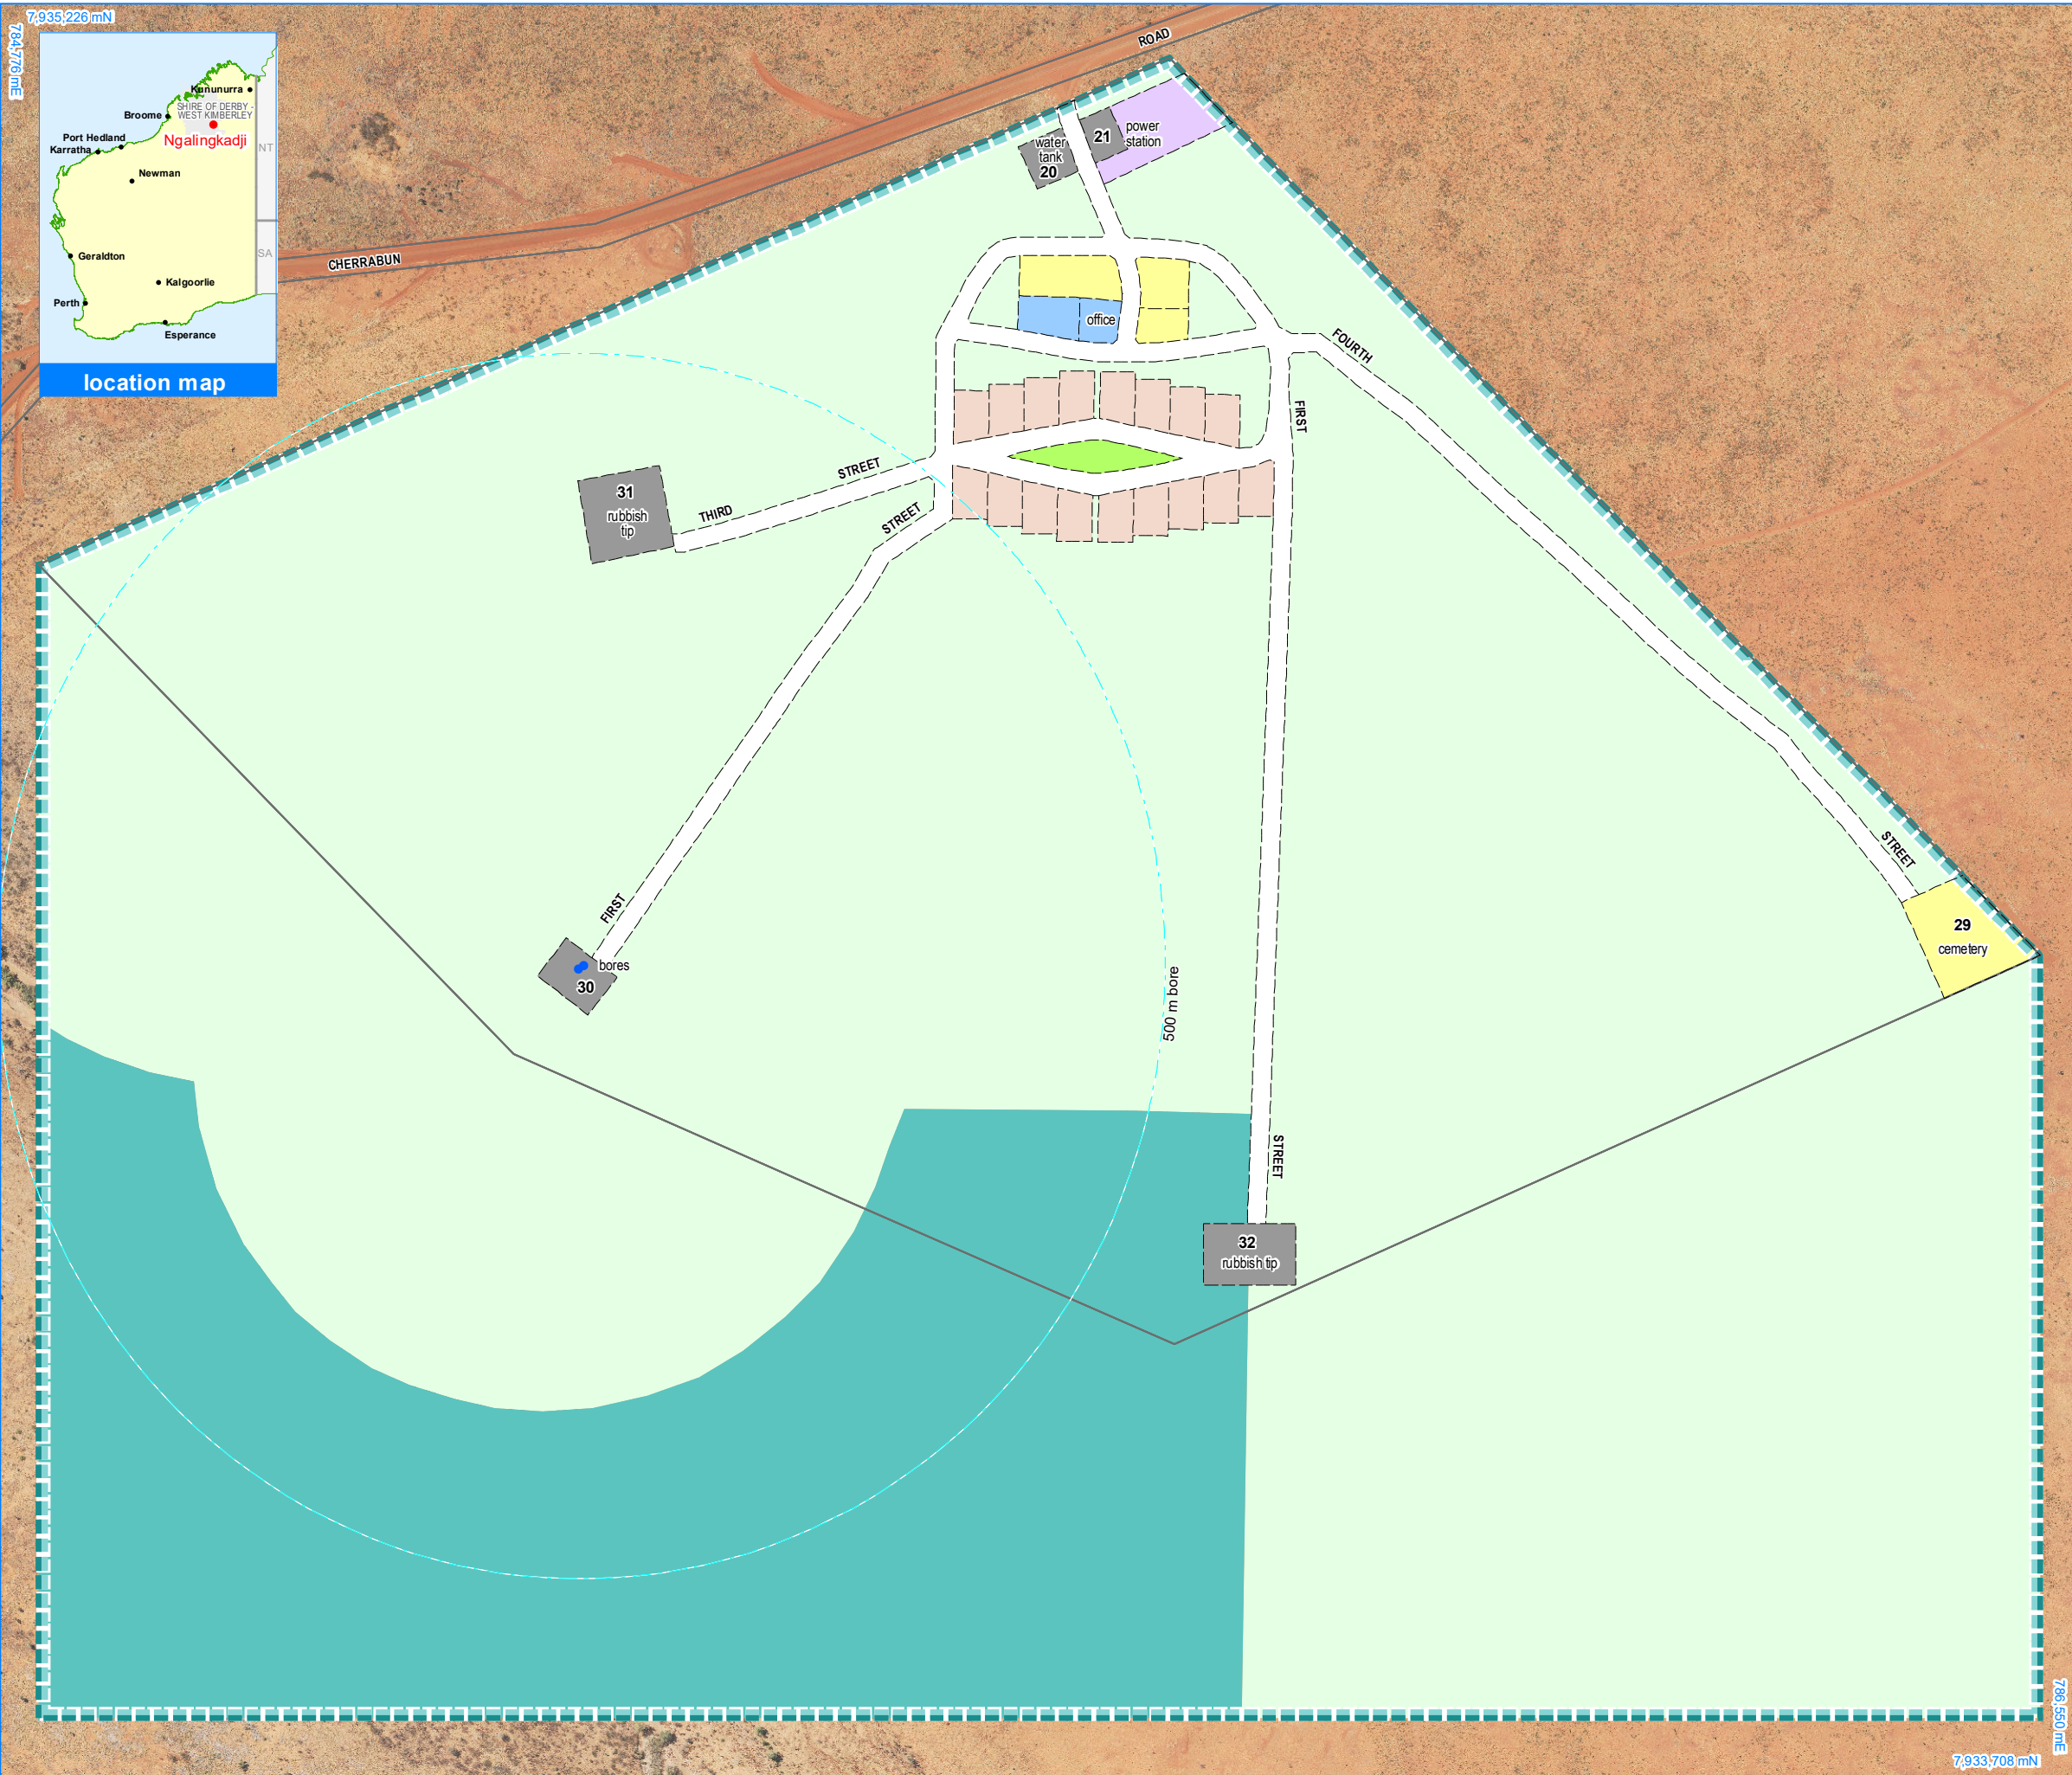 7,935,226 mN
784,776 mE
Kununurra
SHIRE OF DERBY -
WEST KIMBERLEY
Broome
Ngalingkadji
Port Hedland
Karratha
NT
Newman
SA
Geraldton
Kalgoorlie
Perth
Esperance
location map
CHERRABUN
ROAD
21
power
station
water
tank
20
office
FOURTH
FIRST
STREET
THIRD
STREET
31
rubbish
tip
FIRST
bores
30
500 m bore
STREET
29
cemetery
STREET
32
rubbish tip
786,550 mE
7,933,708 mN